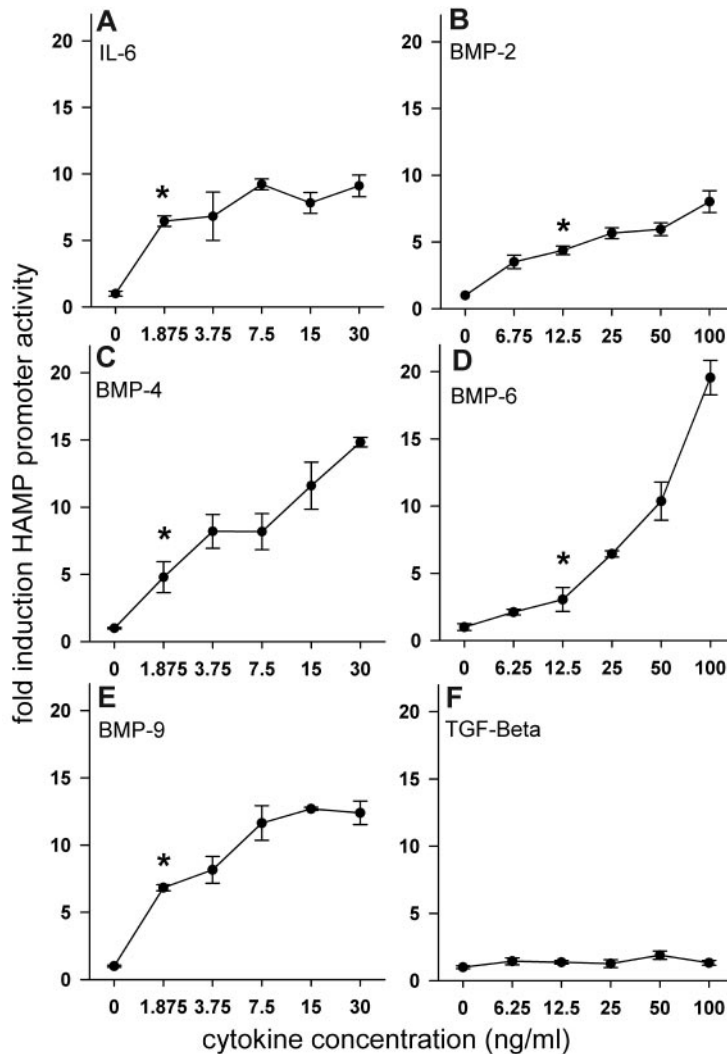 fold induction HAMP promoter activity
A
IL-6
20
15
10
5
0
*
0 1.875 3.75 7.5 15 30
B
BMP-2
20
15
10
5
0
*
0 6.75 12.5 25 50 100
C
BMP-4
20
15
10
5
0
*
0 1.875 3.75 7.5 15 30
D
BMP-6
20
15
10
5
0
*
0 6.25 12.5 25 50 100
E
BMP-9
20
15
10
5
0
*
0 1.875 3.75 7.5 15 30
F
TGF-Beta
20
15
10
5
0
0 6.25 12.5 25 50 100
cytokine concentration (ng/ml)